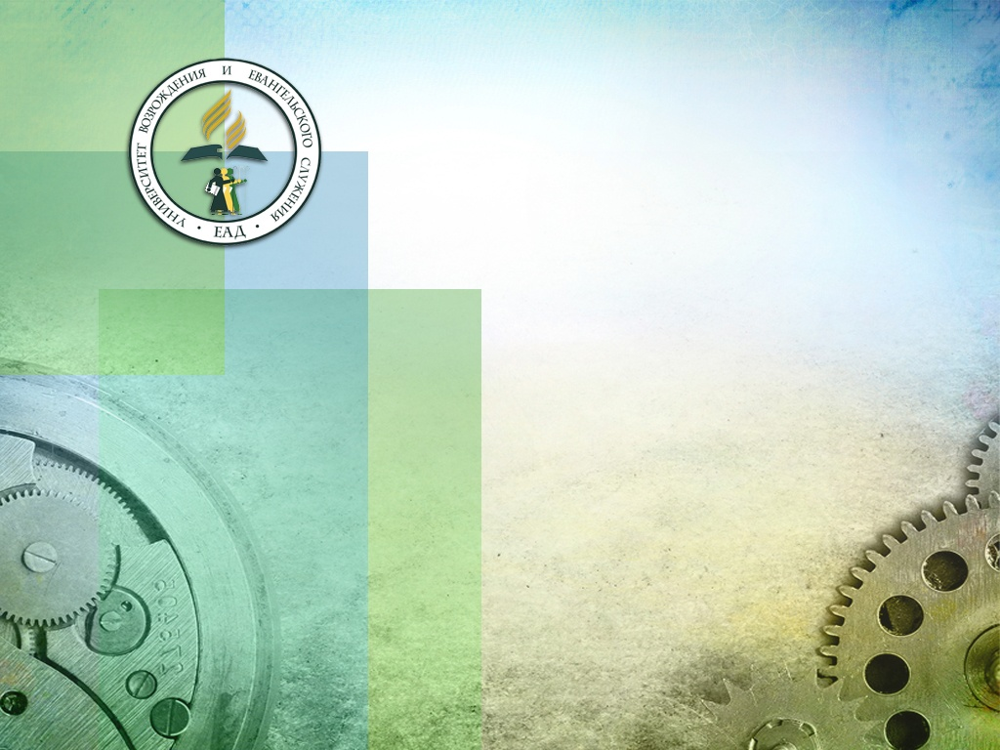 УНИВЕРСИТЕТ ВОЗРОЖДЕНИЯ И ЕВАНГЕЛЬСКОГО СЛУЖЕНИЯ
• ЕАД •